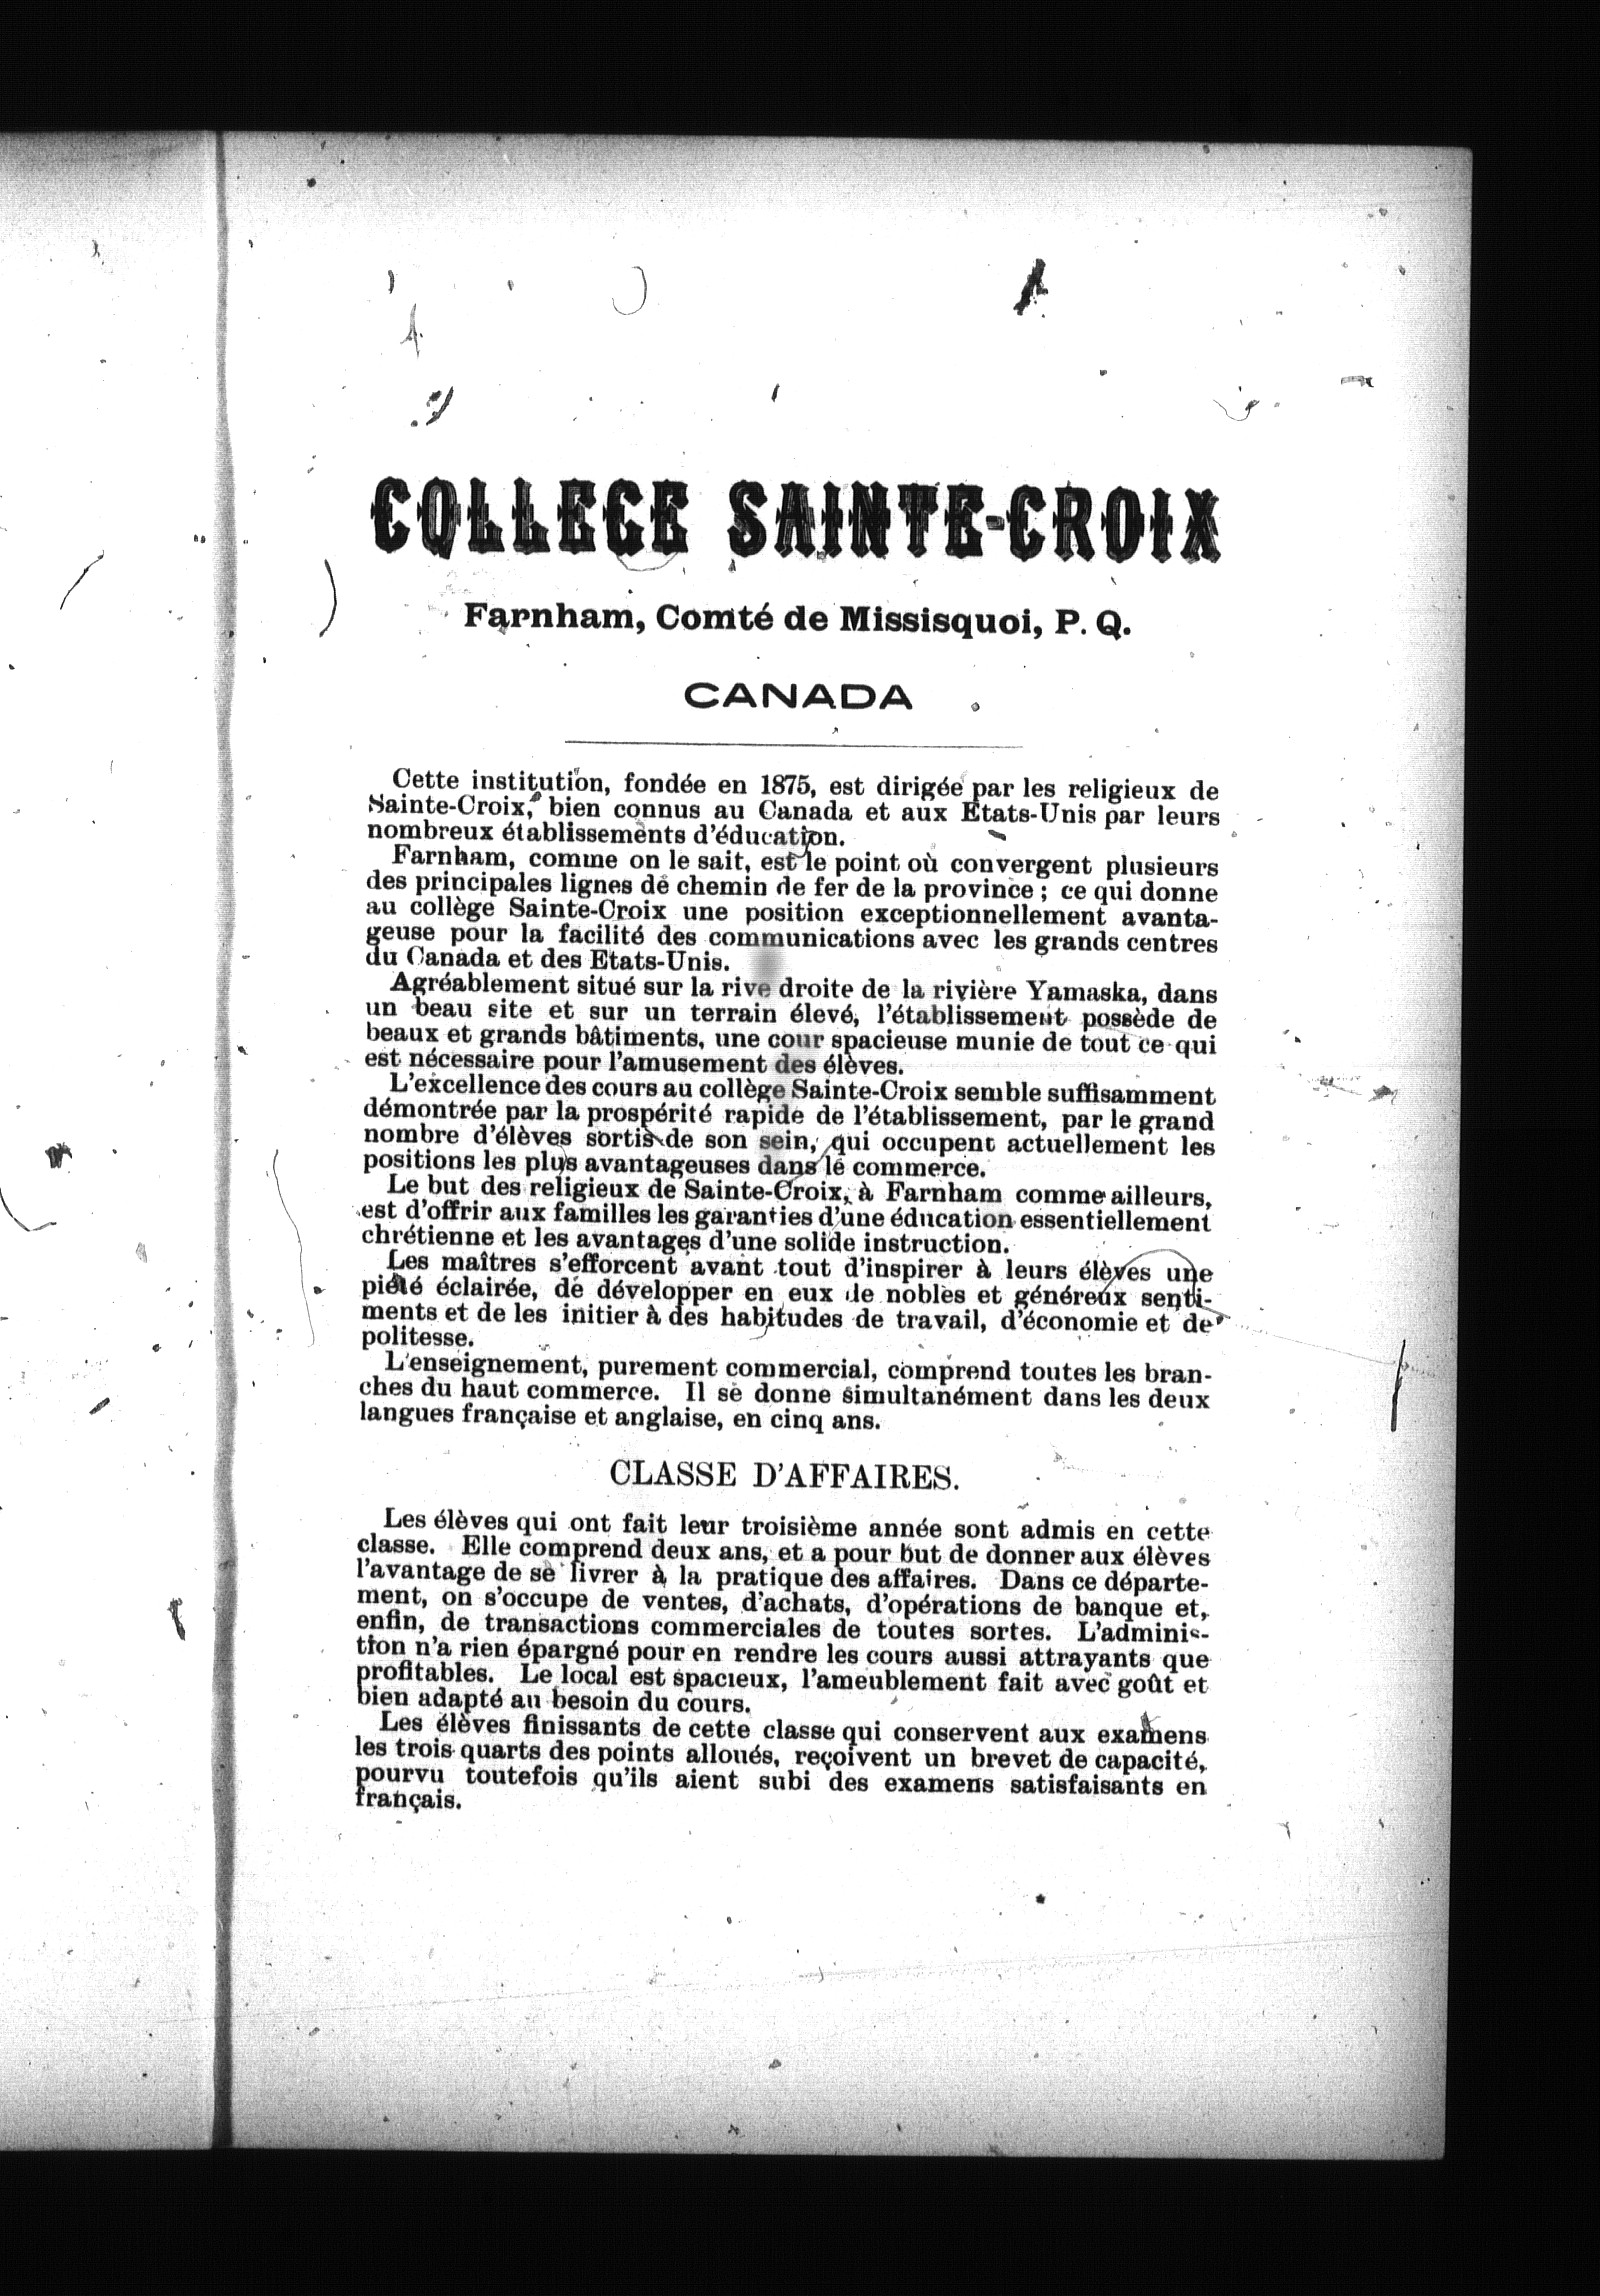 COLLEGE SAINTE-CROIX
Farnham, Comté de Missisquoi, P. Q.
CANADA
Cette institution, fondée en 1875, est dirigée par les religieux de
Sainte-Croix, bien connus au Canada et aux Etats-Unis par leurs
nombreux établissements d'éducation.
Farnham, comme on le sait, est le point où convergent plusieurs
des principales lignes de chemin de fer de la province ; ce qui donne
au collège Sainte-Croix une position exceptionnellement avanta-
geuse pour la facilité des communications avec les grands centres
du Canada et des Etats-Unis.
Agréablement situé sur la rive droite de la rivière Yamaska, dans
un beau site et sur un terrain élevé, l'établissement possède de
beaux et grands bâtiments, une cour spacieuse munie de tout ce qui
est nécessaire pour l'amusement des élèves.
L'excellence des cours au collège Sainte-Croix semble suffisamment
démontrée par la prospérité rapide de l'établissement, par le grand
nombre d'élèves sortis de son sein, qui occupent actuellement les
positions les plus avantageuses dans le commerce.
Le but des religieux de Sainte-Croix, à Farnham comme ailleurs,
est d'offrir aux familles les garanties d'une éducation essentiellement
chrétienne et les avantages d'une solide instruction.
Les maîtres s'efforcent avant tout d'inspirer à leurs élèves une
piété éclairée, de développer en eux de nobles et généreux senti-
ments et de les initier à des habitudes de travail, d'économie et de
politesse.
L'enseignement, purement commercial, comprend toutes les bran-
ches du haut commerce. Il se donne simultanément dans les deux
langues française et anglaise, en cinq ans.
CLASSE D'AFFAIRES.
Les élèves qui ont fait leur troisième année sont admis en cette
classe. Elle comprend deux ans, et a pour but de donner aux élèves
l'avantage de se livrer à la pratique des affaires. Dans ce départe-
ment, on s'occupe de ventes, d'achats, d'opérations de banque et,
enfin, de transactions commerciales de toutes sortes. L'adminis-
tion n'a rien épargné pour en rendre les cours aussi attrayants que
profitables. Le local est spacieux, l'ameublement fait avec goût et
bien adapté au besoin du cours.
Les élèves finissants de cette classe qui conservent aux examens
les trois quarts des points alloués, reçoivent un brevet de capacité,
pourvu toutefois qu'ils aient subi des examens satisfaisants en
français.